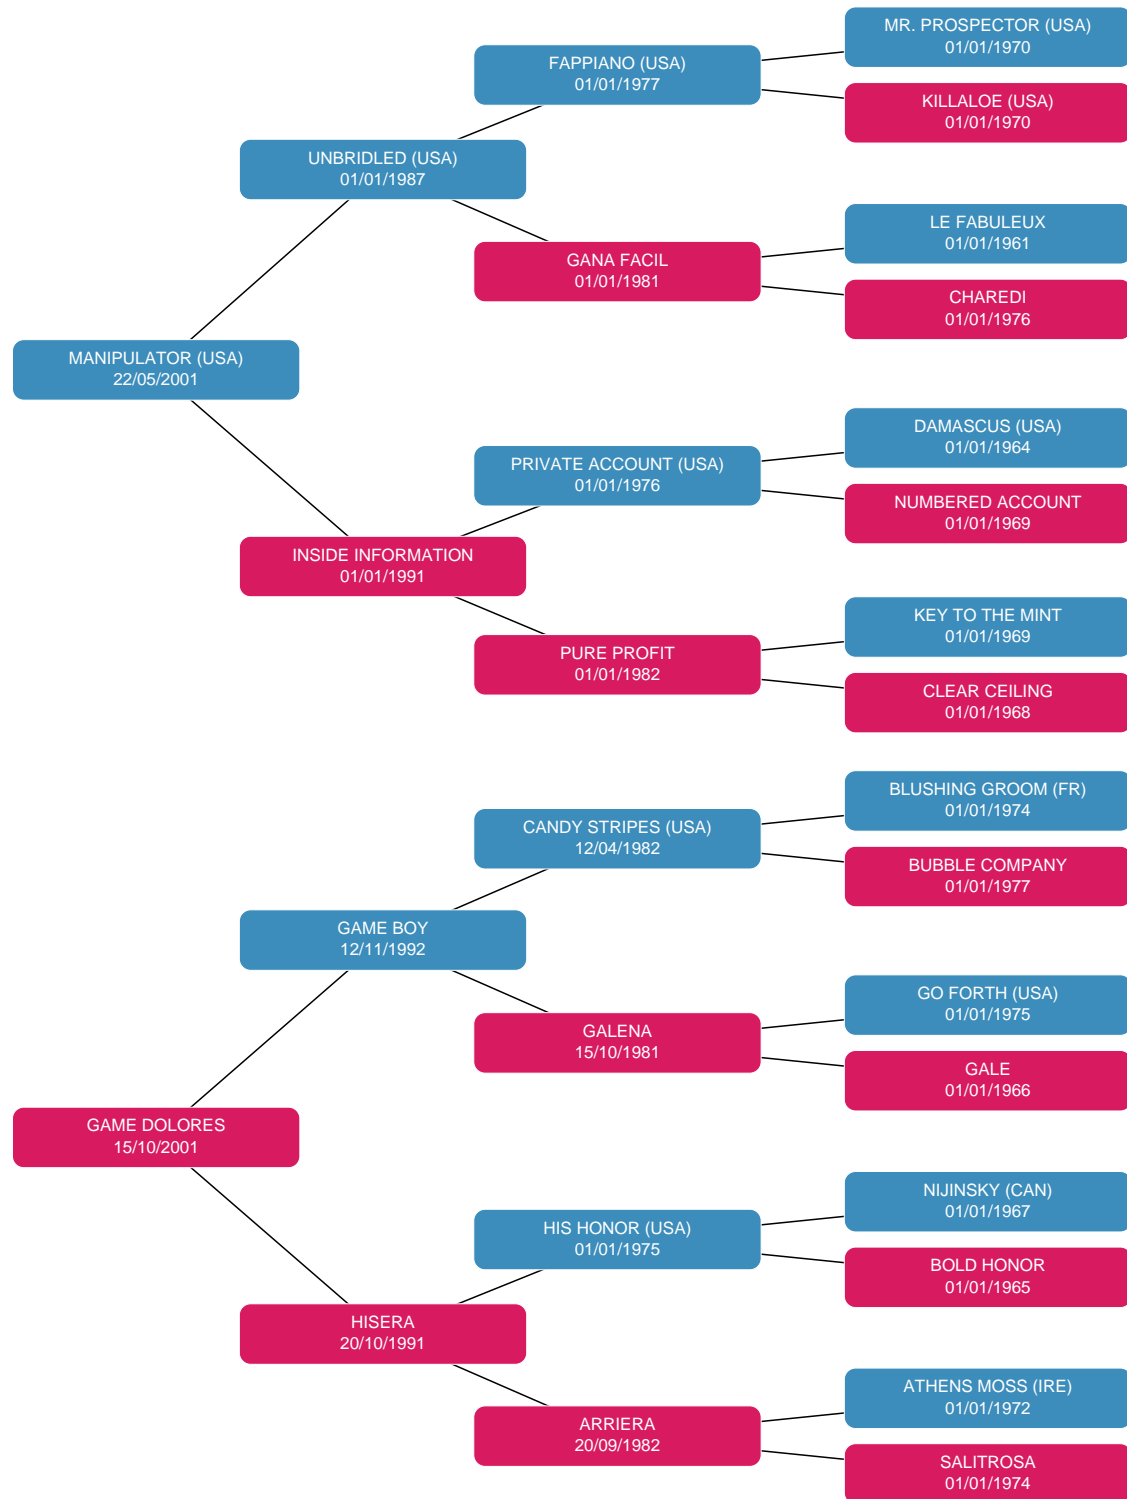 MR. PROSPECTOR (USA)
01/01/1970
FAPPIANO (USA)
01/01/1977
KILLALOE (USA)
01/01/1970
UNBRIDLED (USA)
01/01/1987
LE FABULEUX
01/01/1961
GANA FACIL
01/01/1981
CHAREDI
01/01/1976
MANIPULATOR (USA)
22/05/2001
DAMASCUS (USA)
01/01/1964
PRIVATE ACCOUNT (USA)
01/01/1976
NUMBERED ACCOUNT
01/01/1969
INSIDE INFORMATION
01/01/1991
KEY TO THE MINT
01/01/1969
PURE PROFIT
01/01/1982
CLEAR CEILING
01/01/1968
BLUSHING GROOM (FR)
01/01/1974
CANDY STRIPES (USA)
12/04/1982
BUBBLE COMPANY
01/01/1977
GAME BOY
12/11/1992
GO FORTH (USA)
01/01/1975
GALENA
15/10/1981
GALE
01/01/1966
GAME DOLORES
15/10/2001
NIJINSKY (CAN)
01/01/1967
HIS HONOR (USA)
01/01/1975
BOLD HONOR
01/01/1965
HISERA
20/10/1991
ATHENS MOSS (IRE)
01/01/1972
ARRIERA
20/09/1982
SALITROSA
01/01/1974